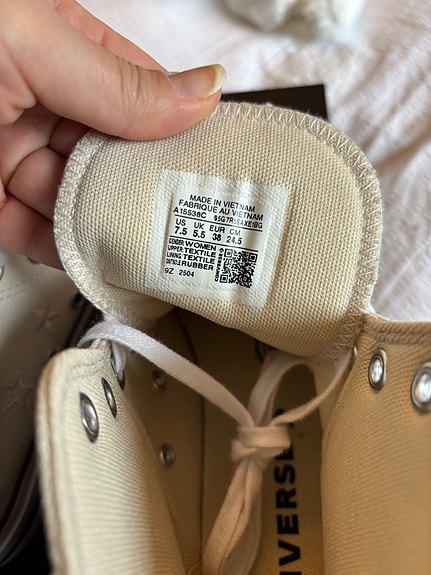 MADE IN VIETNAM
FABRIQUE AU VIETNAM
A15538C
US UK EUR CM
7.5 5.5 38 24.5
GENDER WOMEN
UPPER TEXTILE
LINING TEXTILE
OUTSOLE RUBBER
9Z 2504
CONVERSE
NVERSE